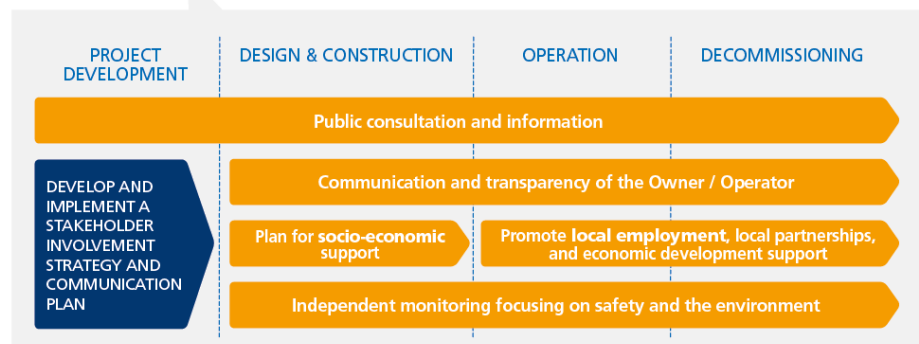 PROJECT
DEVELOPMENT
DESIGN & CONSTRUCTION
OPERATION
DECOMMISSIONING
Public consultation and information
DEVELOP AND
IMPLEMENT A
STAKEHOLDER
INVOLVEMENT
STRATEGY AND
COMMUNICATION
PLAN
Communication and transparency of the Owner / Operator
Plan for socio-economic
support
Promote local employment, local partnerships,
and economic development support
Independent monitoring focusing on safety and the environment